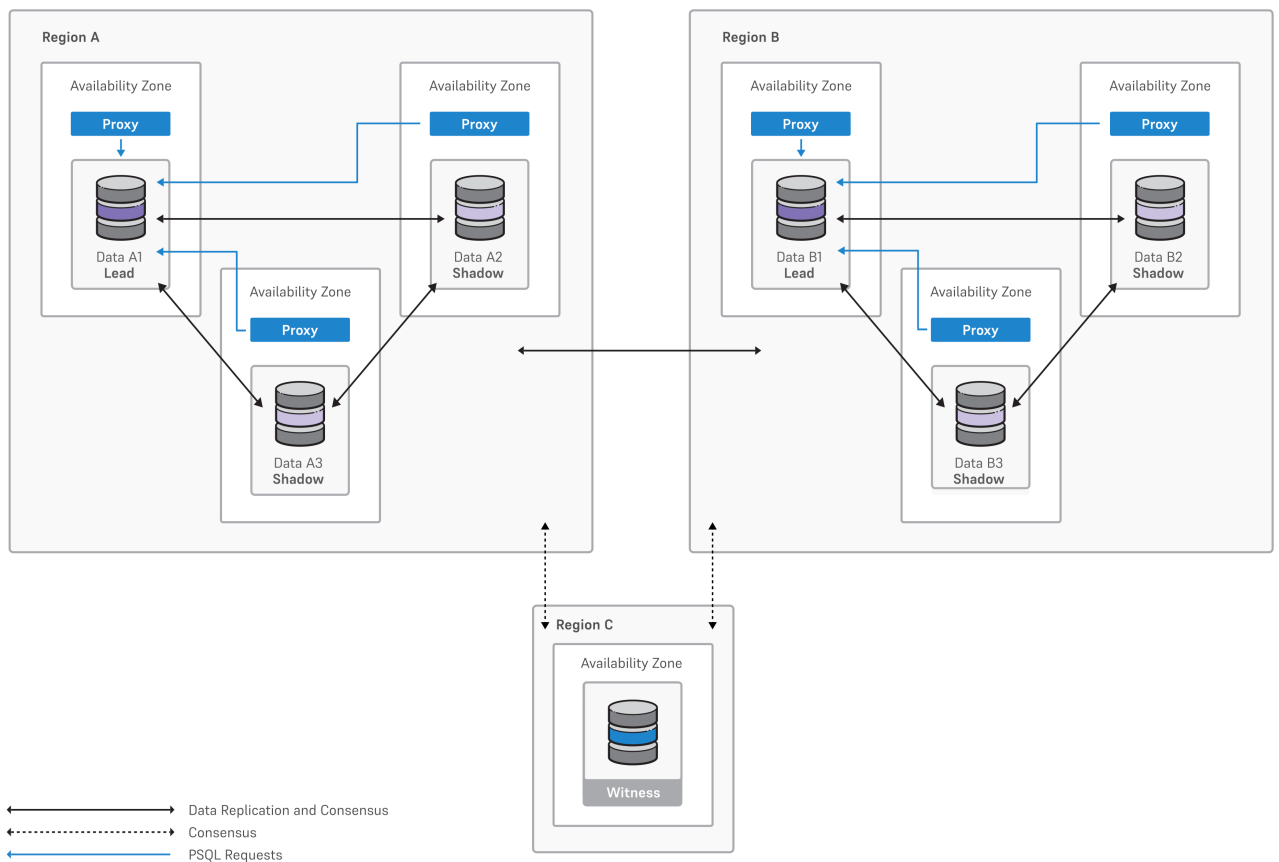 Region A
Availability Zone
Proxy
Data A1
Lead
Availability Zone
Proxy
Data A2
Shadow
Availability Zone
Proxy
Data A3
Shadow
Region B
Availability Zone
Proxy
Data B1
Lead
Availability Zone
Proxy
Data B2
Shadow
Availability Zone
Proxy
Data B3
Shadow
Region C
Availability Zone
Witness
Data Replication and Consensus
Consensus
PSQL Requests